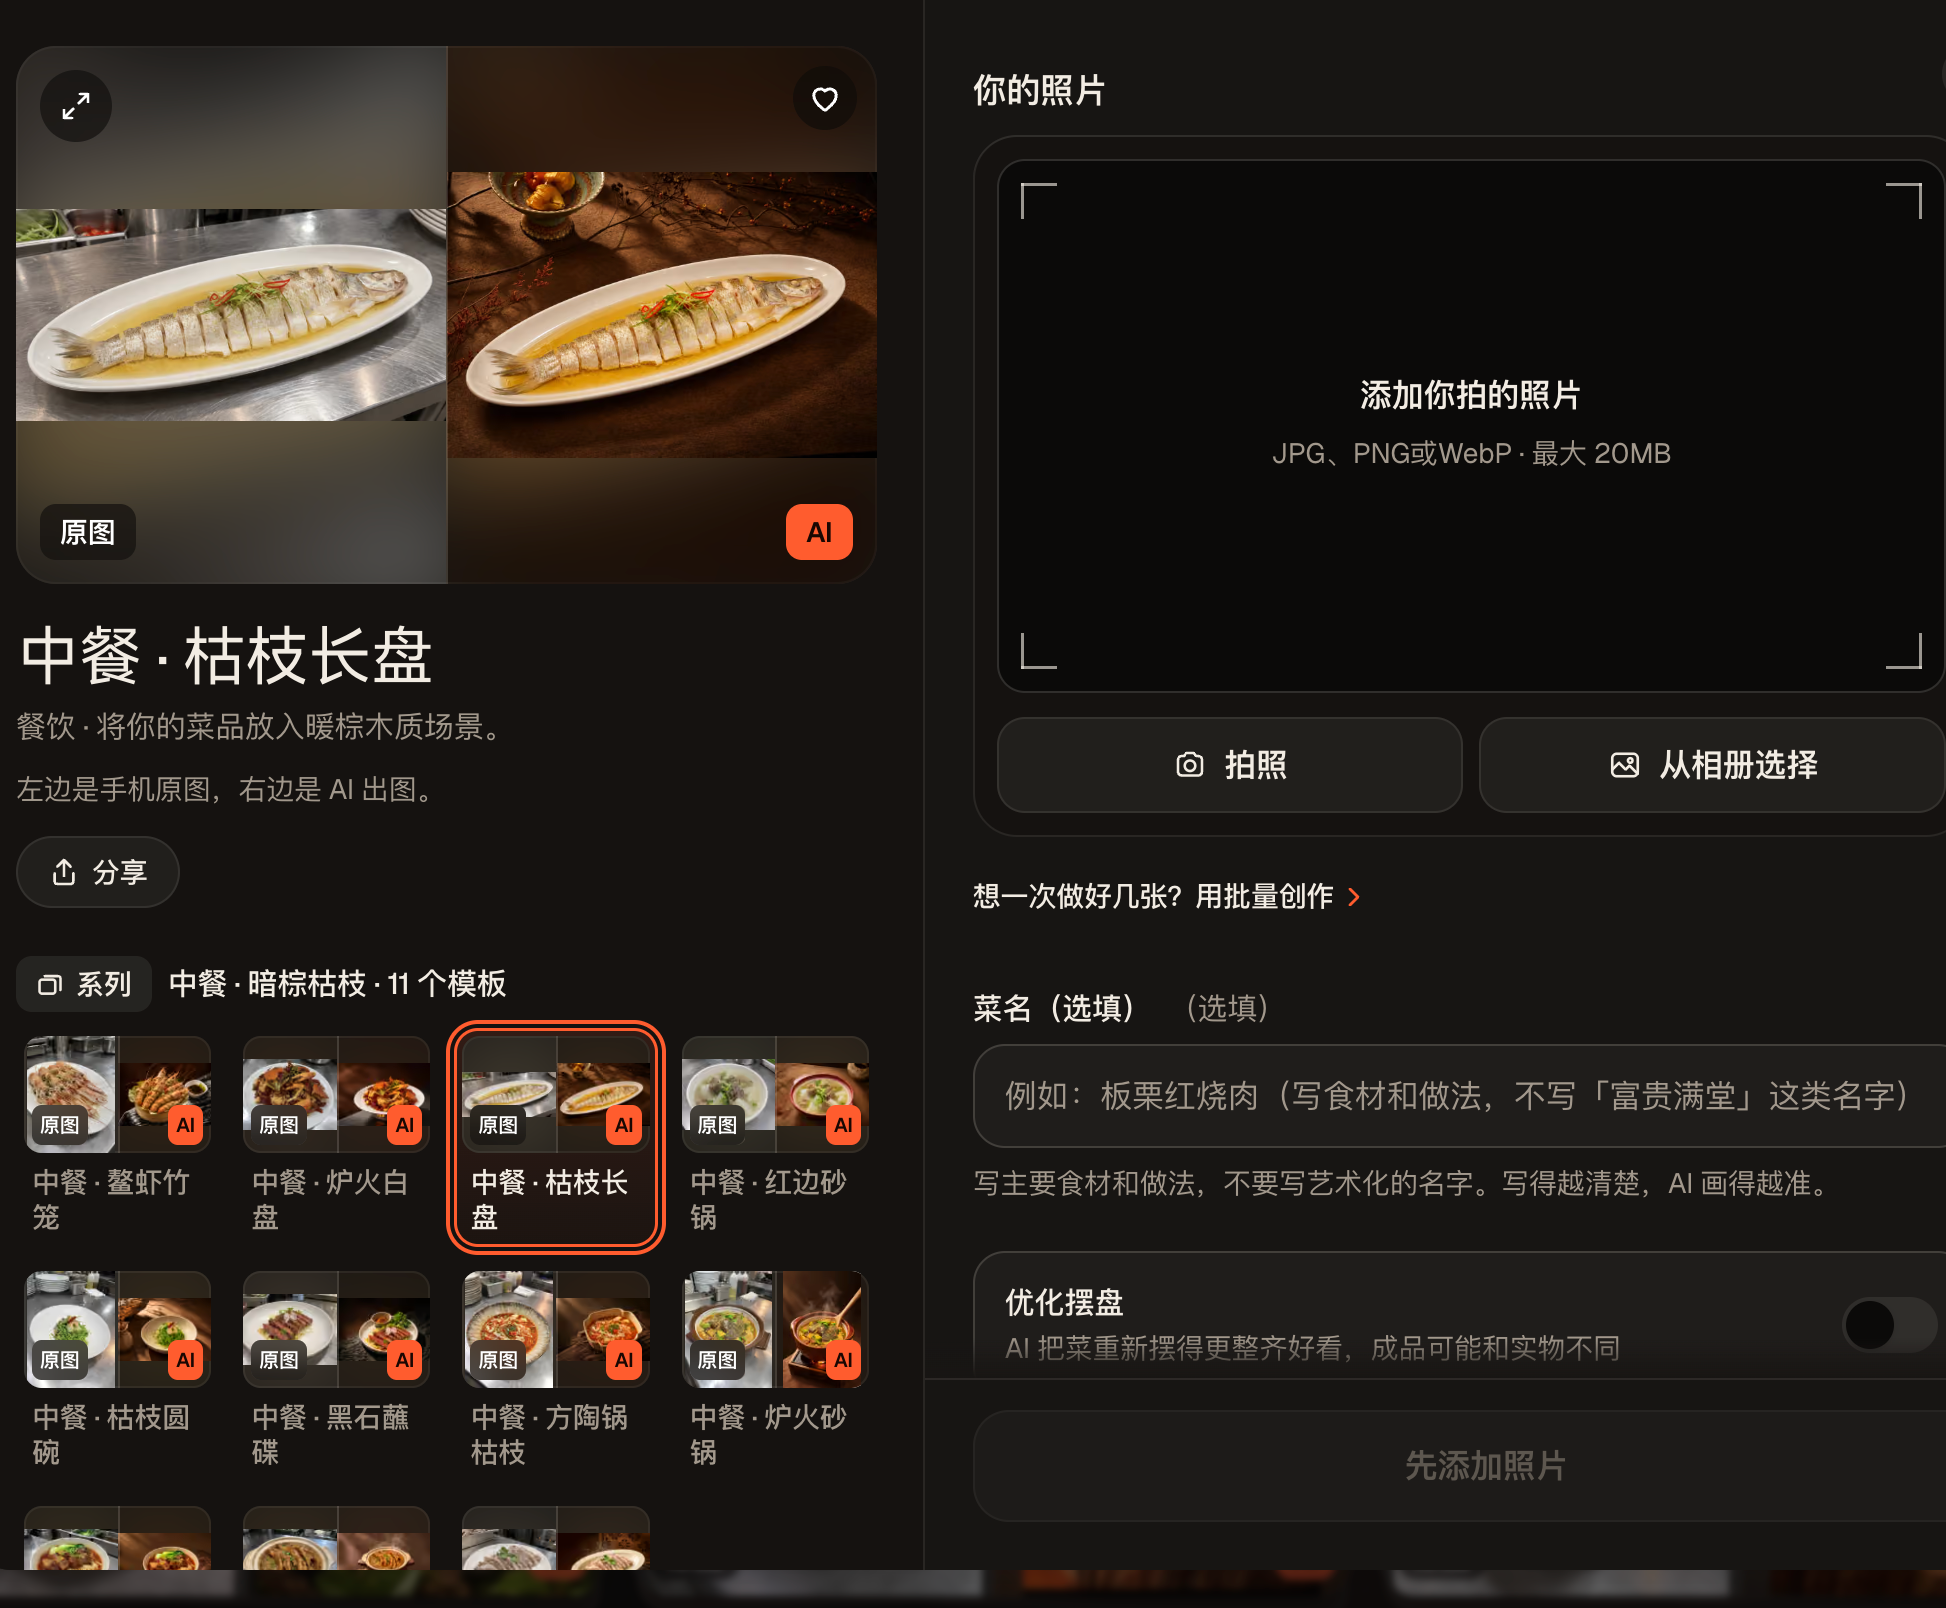 原图
AI
中餐 · 枯枝长盘
餐饮 · 将你的菜品放入暖棕木质场景。
左边是手机原图，右边是 AI 出图。
分享
系列
中餐 · 暗棕枯枝 · 11 个模板
原图
AI
原图
AI
原图
AI
原图
AI
中餐 · 鳌虾竹
笼
中餐 · 炉火白
盘
中餐 · 枯枝长
盘
中餐 · 红边砂
锅
原图
AI
原图
AI
原图
AI
原图
AI
中餐 · 枯枝圆
碗
中餐 · 黑石蘸
碟
中餐 · 方陶锅
枯枝
中餐 · 炉火砂
锅
你的照片
添加你拍的照片
JPG、PNG或WebP · 最大 20MB
拍照
从相册选择
想一次做好几张？用批量创作
菜名（选填）
（选填）
例如：板栗红烧肉（写食材和做法，不写「富贵满堂」这类名字）
写主要食材和做法，不要写艺术化的名字。写得越清楚，AI 画得越准。
优化摆盘
AI 把菜重新摆得更整齐好看，成品可能和实物不同
先添加照片